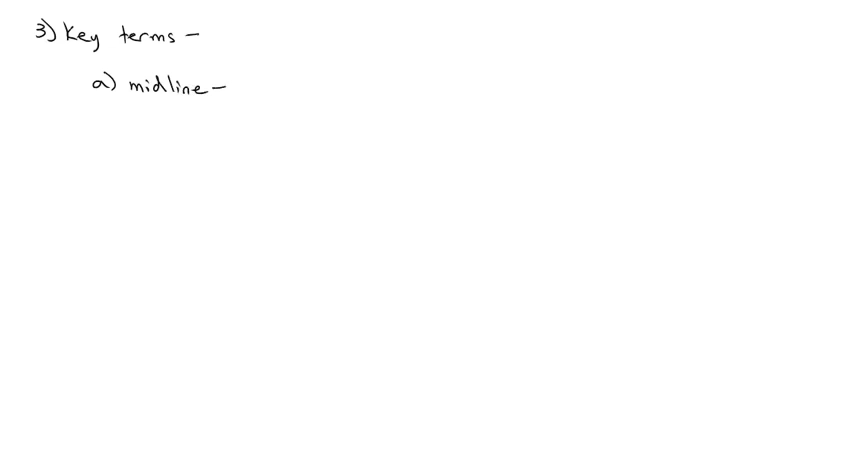 3) Key terms –
a) midline –